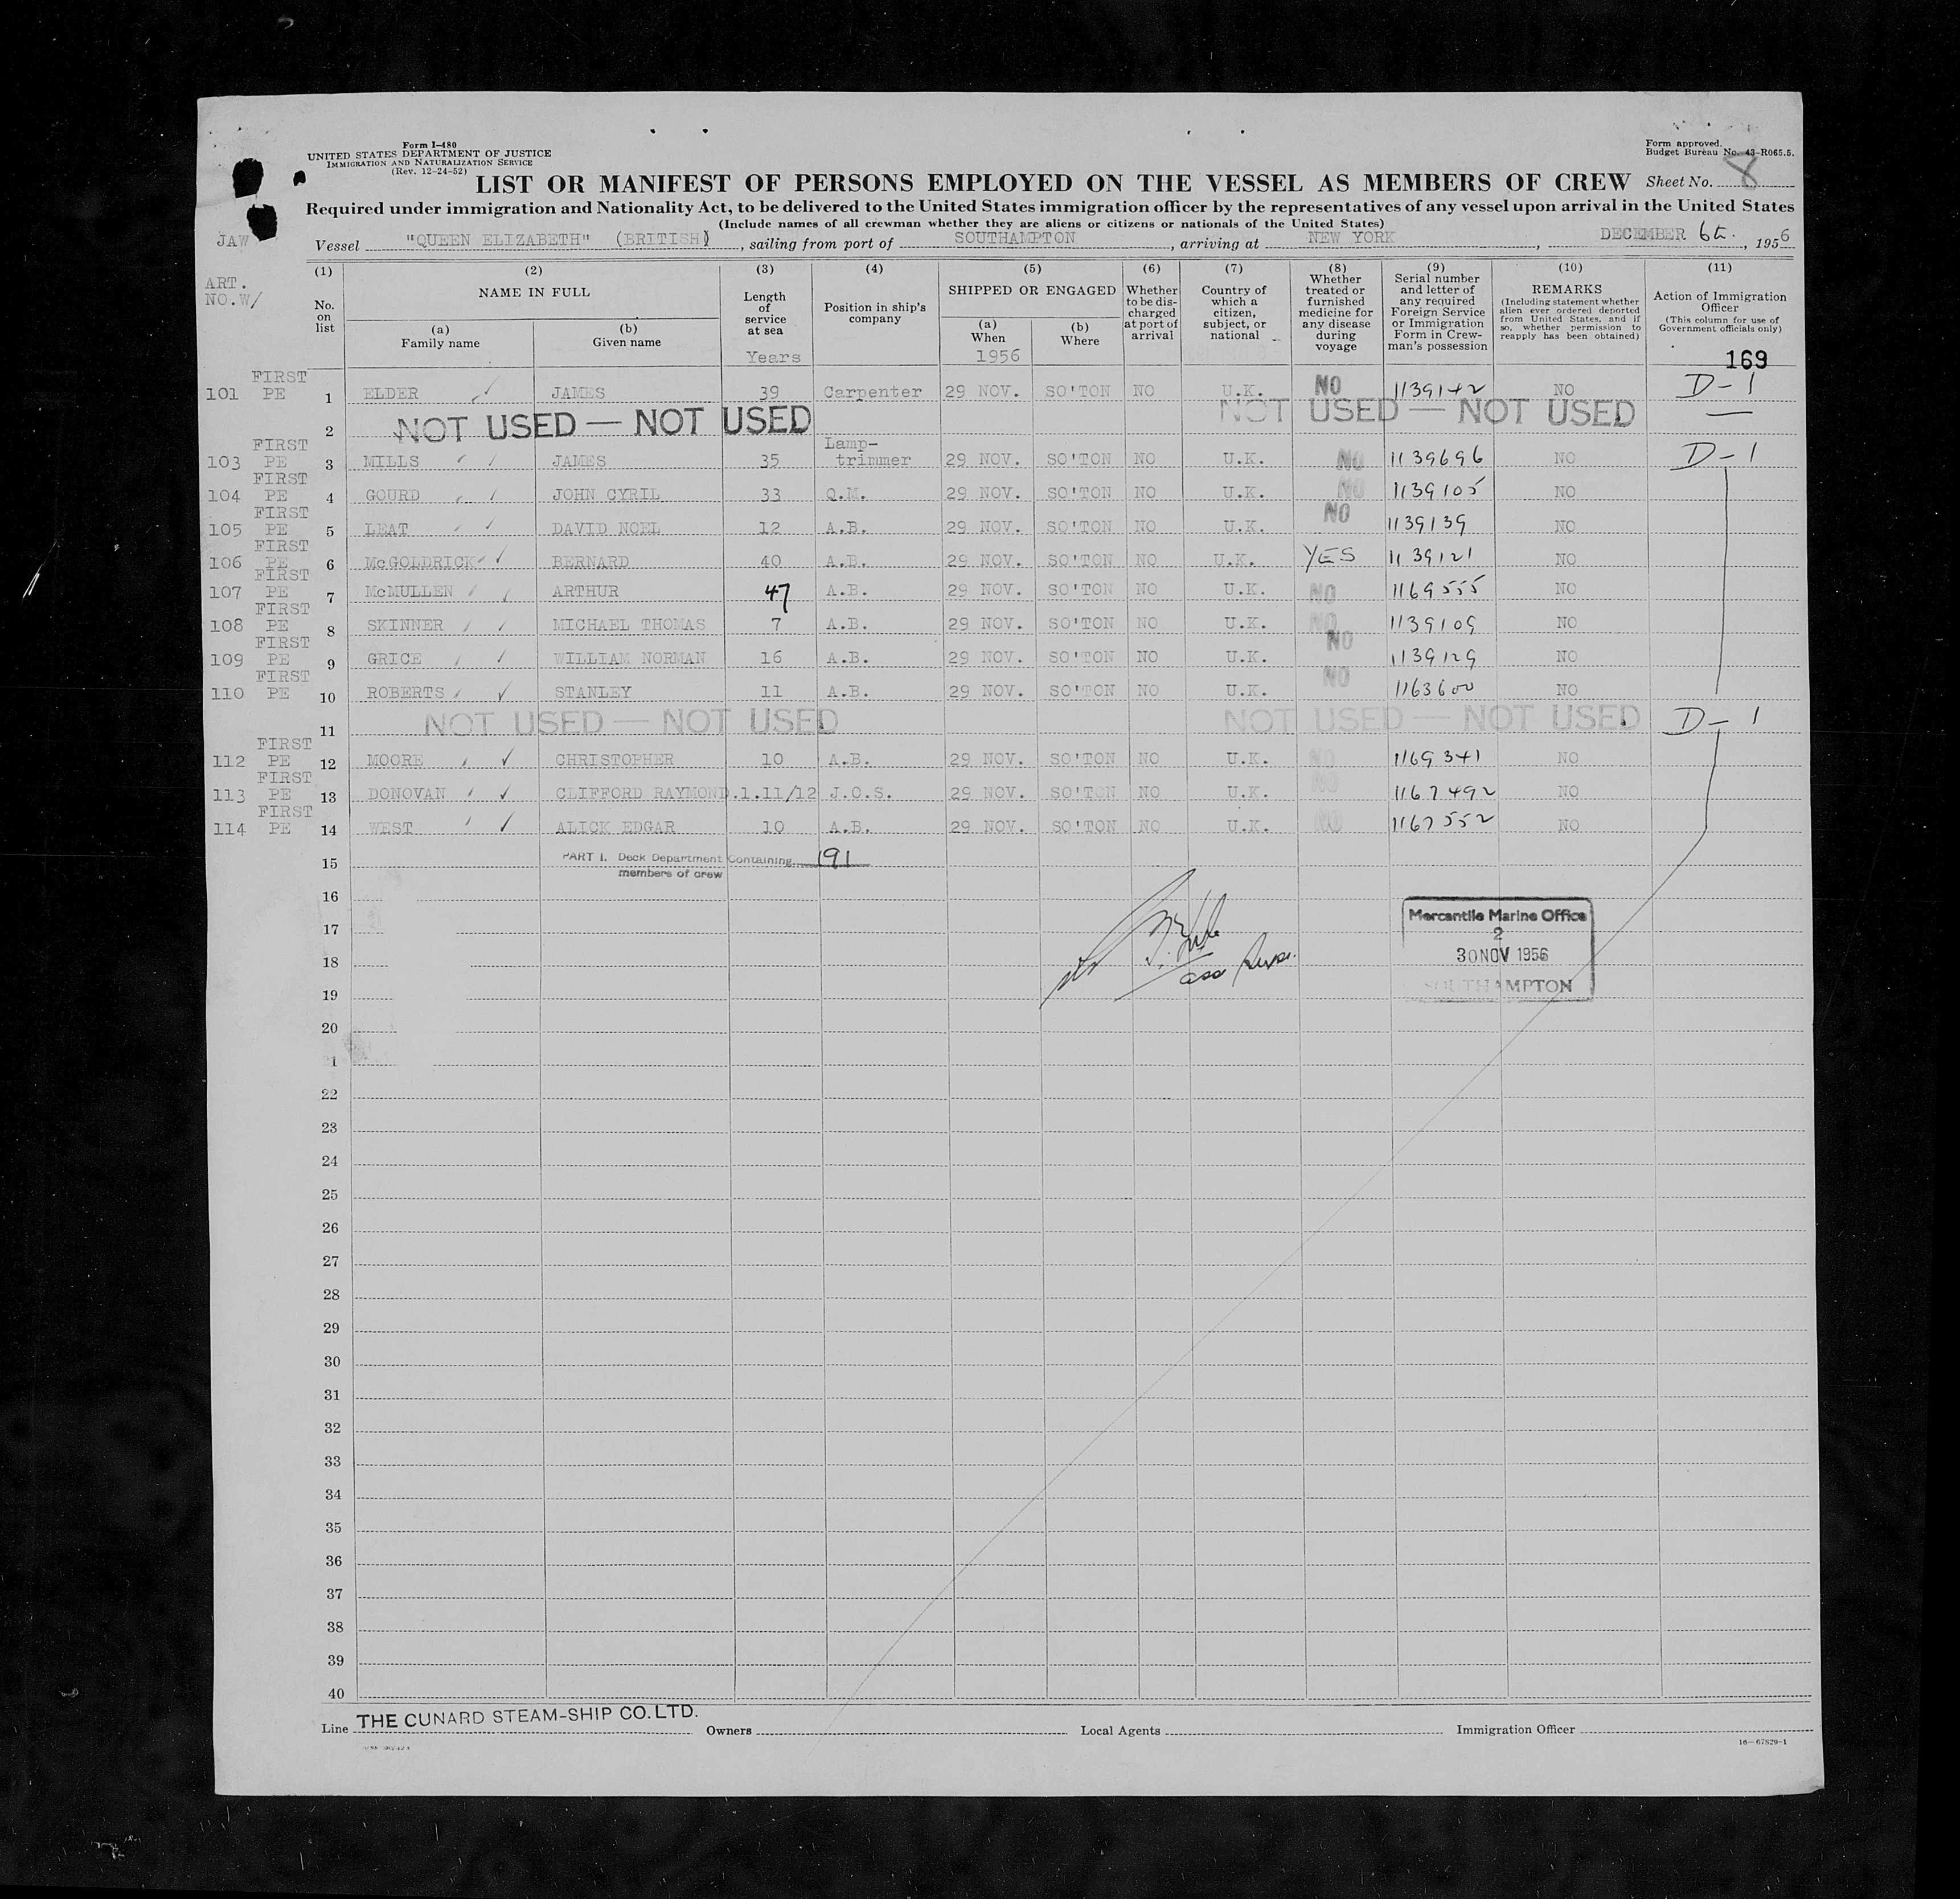 Form I-480
UNITED STATES DEPARTMENT OF JUSTICE
IMMIGRATION AND NATURALIZATION SERVICE
(Rev. 12-24-52)
Form approved.
Budget Bureau No. 43-R065.5.
LIST OR MANIFEST OF PERSONS EMPLOYED ON THE VESSEL AS MEMBERS OF CREW Sheet No. 8
Required under immigration and Nationality Act, to be delivered to the United States immigration officer by the representatives of any vessel upon arrival in the United States
(Include names of all crewman whether they are aliens or citizens or nationals of the United States)
JAW
Vessel "QUEEN ELIZABETH" (BRITISH), sailing from port of SOUTHAMPTON, arriving at NEW YORK, DECEMBER 6th., 1956
ART.
NO.W/
(1) No. on list
(2) NAME IN FULL
(a) Family name
(b) Given name
(3) Length of service at sea
Years
(4) Position in ship's company
(5) SHIPPED OR ENGAGED
(a) When
1956
(b) Where
(6) Whether to be discharged at port of arrival
(7) Country of which a citizen, subject, or national
(8) Whether treated or furnished medicine for any disease during voyage
(9) Serial number and letter of any required Foreign Service or Immigration Form in Crewman's possession
(10) REMARKS
(Including statement whether alien ever ordered deported from United States, and if so, whether permission to reapply has been obtained)
(11) Action of Immigration Officer
(This column for use of Government officials only)
169
101 FIRST PE 1 ELDER JAMES 39 Carpenter 29 NOV. SO'TON NO U.K. NO 1139142 NO D-1
2 NOT USED — NOT USED NOT USED — NOT USED —
103 FIRST PE 3 MILLS JAMES 35 Lamp-trimmer 29 NOV. SO'TON NO U.K. NO 1139696 NO D-1
104 FIRST PE 4 GOURD JOHN CYRIL 33 Q.M. 29 NOV. SO'TON NO U.K. NO 1139105 NO
105 FIRST PE 5 LEAT DAVID NOEL 12 A.B. 29 NOV. SO'TON NO U.K. NO 1139139 NO
106 FIRST PE 6 McGOLDRICK BERNARD 40 A.B. 29 NOV. SO'TON NO U.K. YES 1139121 NO
107 FIRST PE 7 McMULLEN ARTHUR 47 A.B. 29 NOV. SO'TON NO U.K. NO 1169555 NO
108 FIRST PE 8 SKINNER MICHAEL THOMAS 7 A.B. 29 NOV. SO'TON NO U.K. NO 1139109 NO
109 FIRST PE 9 GRICE WILLIAM NORMAN 16 A.B. 29 NOV. SO'TON NO U.K. NO 1139129 NO
110 FIRST PE 10 ROBERTS STANLEY 11 A.B. 29 NOV. SO'TON NO U.K. NO 1163600 NO
11 NOT USED — NOT USED NOT USED — NOT USED D-1
112 FIRST PE 12 MOORE CHRISTOPHER 10 A.B. 29 NOV. SO'TON NO U.K. NO 1169341 NO
113 FIRST PE 13 DONOVAN CLIFFORD RAYMOND.1.11/12 J.O.S. 29 NOV. SO'TON NO U.K. NO 1167492 NO
114 FIRST PE 14 WEST ALICK EDGAR 10 A.B. 29 NOV. SO'TON NO U.K. NO 1167552 NO
15 PART I. Deck Department Containing 191
members of crew
16
17
18
19
20
21
22
23
24
25
26
27
28
29
30
31
32
33
34
35
36
37
38
39
40
Mercantile Marine Office
2
30 NOV 1956
SOUTHAMPTON
Line THE CUNARD STEAM-SHIP CO. LTD. Owners Local Agents Immigration Officer
16—67829-1